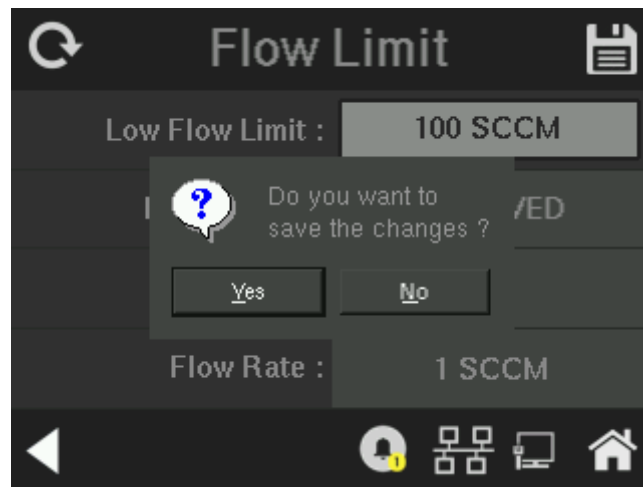 Flow Limit
Low Flow Limit :
100 SCCM
Do you want to
save the changes ?
Yes
No
Flow Rate :
1 SCCM
1